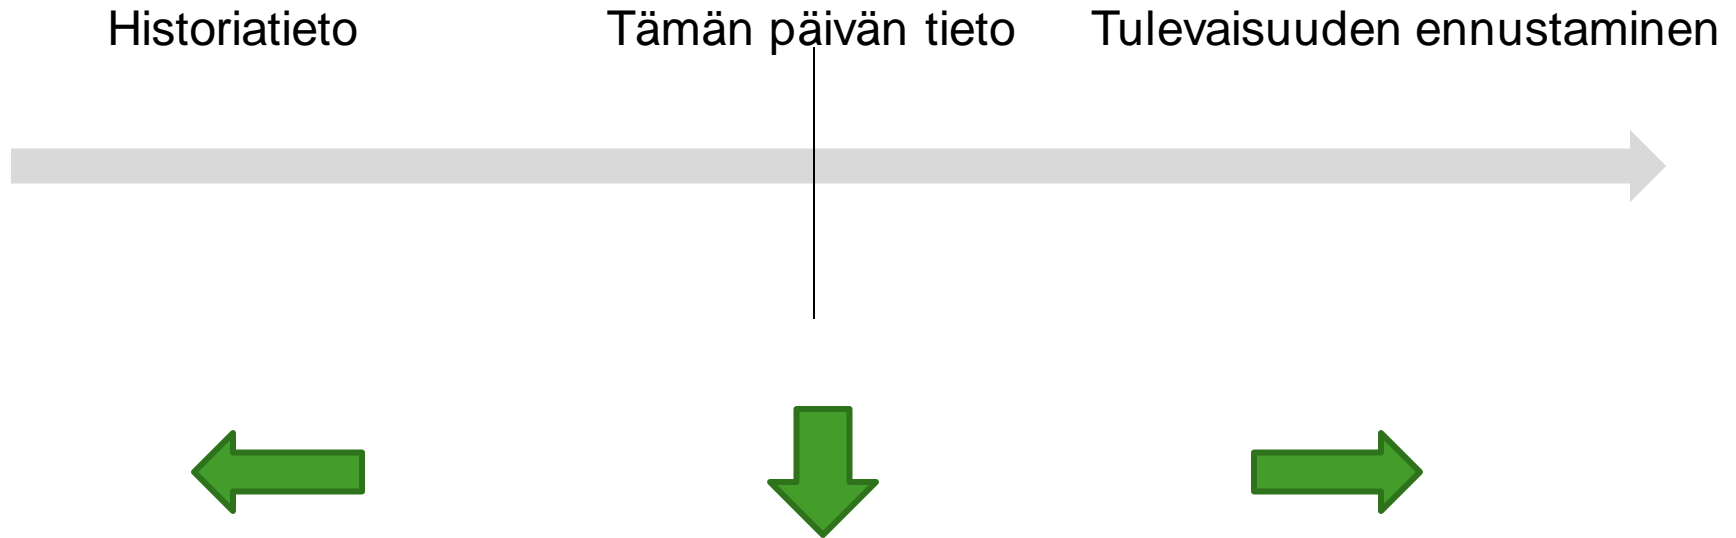 Historiatieto
Tämän päivän tieto
Tulevaisuuden ennustaminen